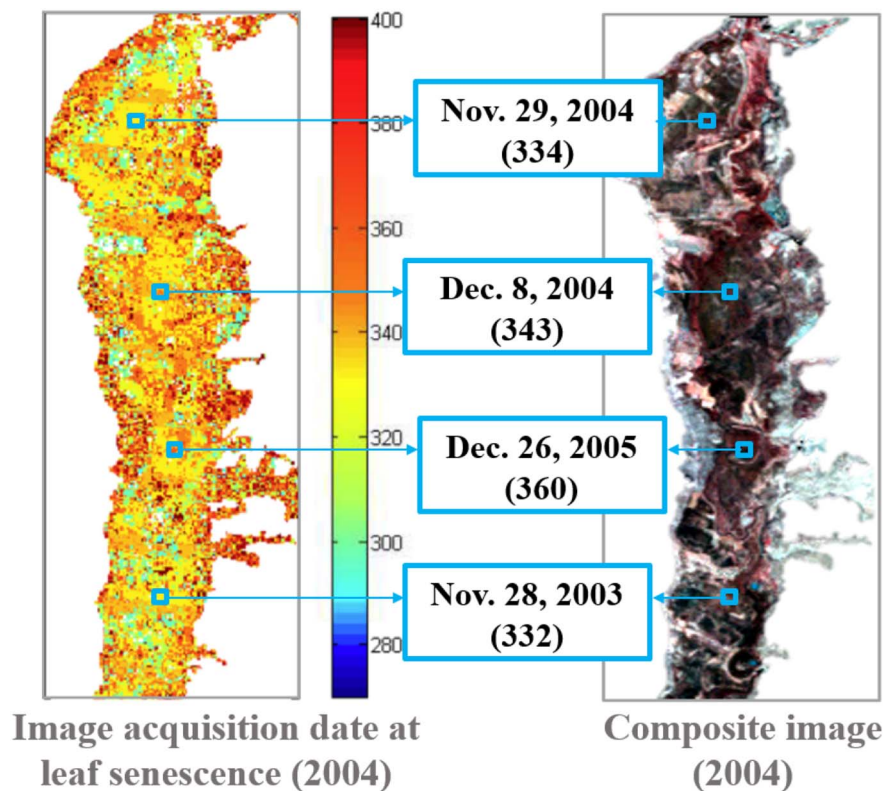 400
380
360
340
320
300
280
Nov. 29, 2004
(334)
Dec. 8, 2004
(343)
Dec. 26, 2005
(360)
Nov. 28, 2003
(332)
Image acquisition date at
leaf senescence (2004)
Composite image
(2004)